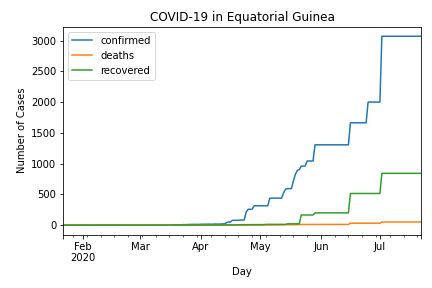 COVID-19 in Equatorial Guinea
confirmed
deaths
recovered
Number of Cases
3000
2500
2000
1500
1000
500
0
Feb
2020
Mar
Apr
May
Jun
Jul
Day